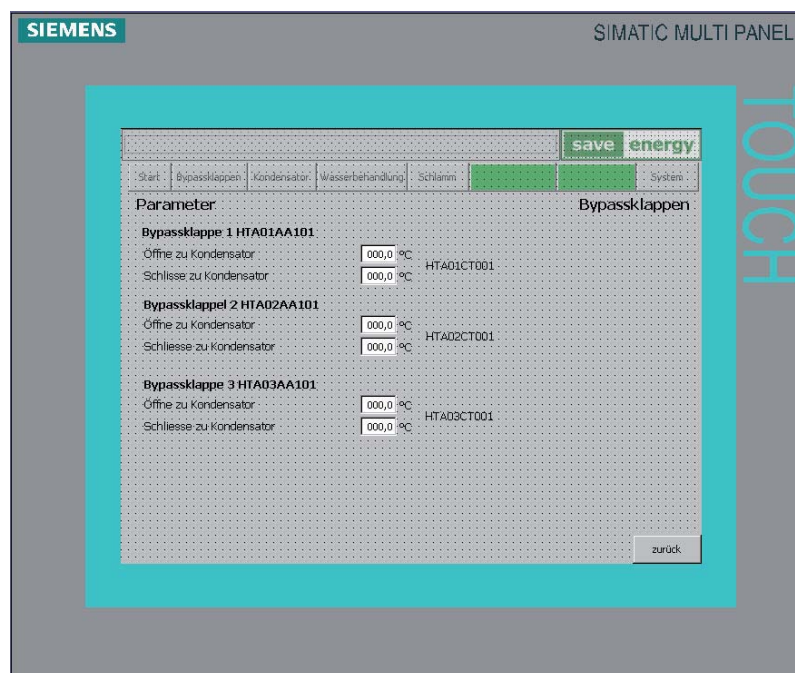 SIEMENS
SIMATIC MULTI PANEL
TOUCH
save energy
Start Bypassklappen Kondensator Wasserbehandlung Schlamm System
Parameter Bypassklappen
Bypassklappe 1 HTA01AA101
Öffne zu Kondensator 000,0 °C
HTA01CT001
Schlisse zu Kondensator 000,0 °C
Bypassklappel 2 HTA02AA101
Öffne zu Kondensator 000,0 °C
HTA02CT001
Schliesse zu Kondensator 000,0 °C
Bypassklappe 3 HTA03AA101
Öffne zu Kondensator 000,0 °C
HTA03CT001
Schliesse zu Kondensator 000,0 °C
zurück